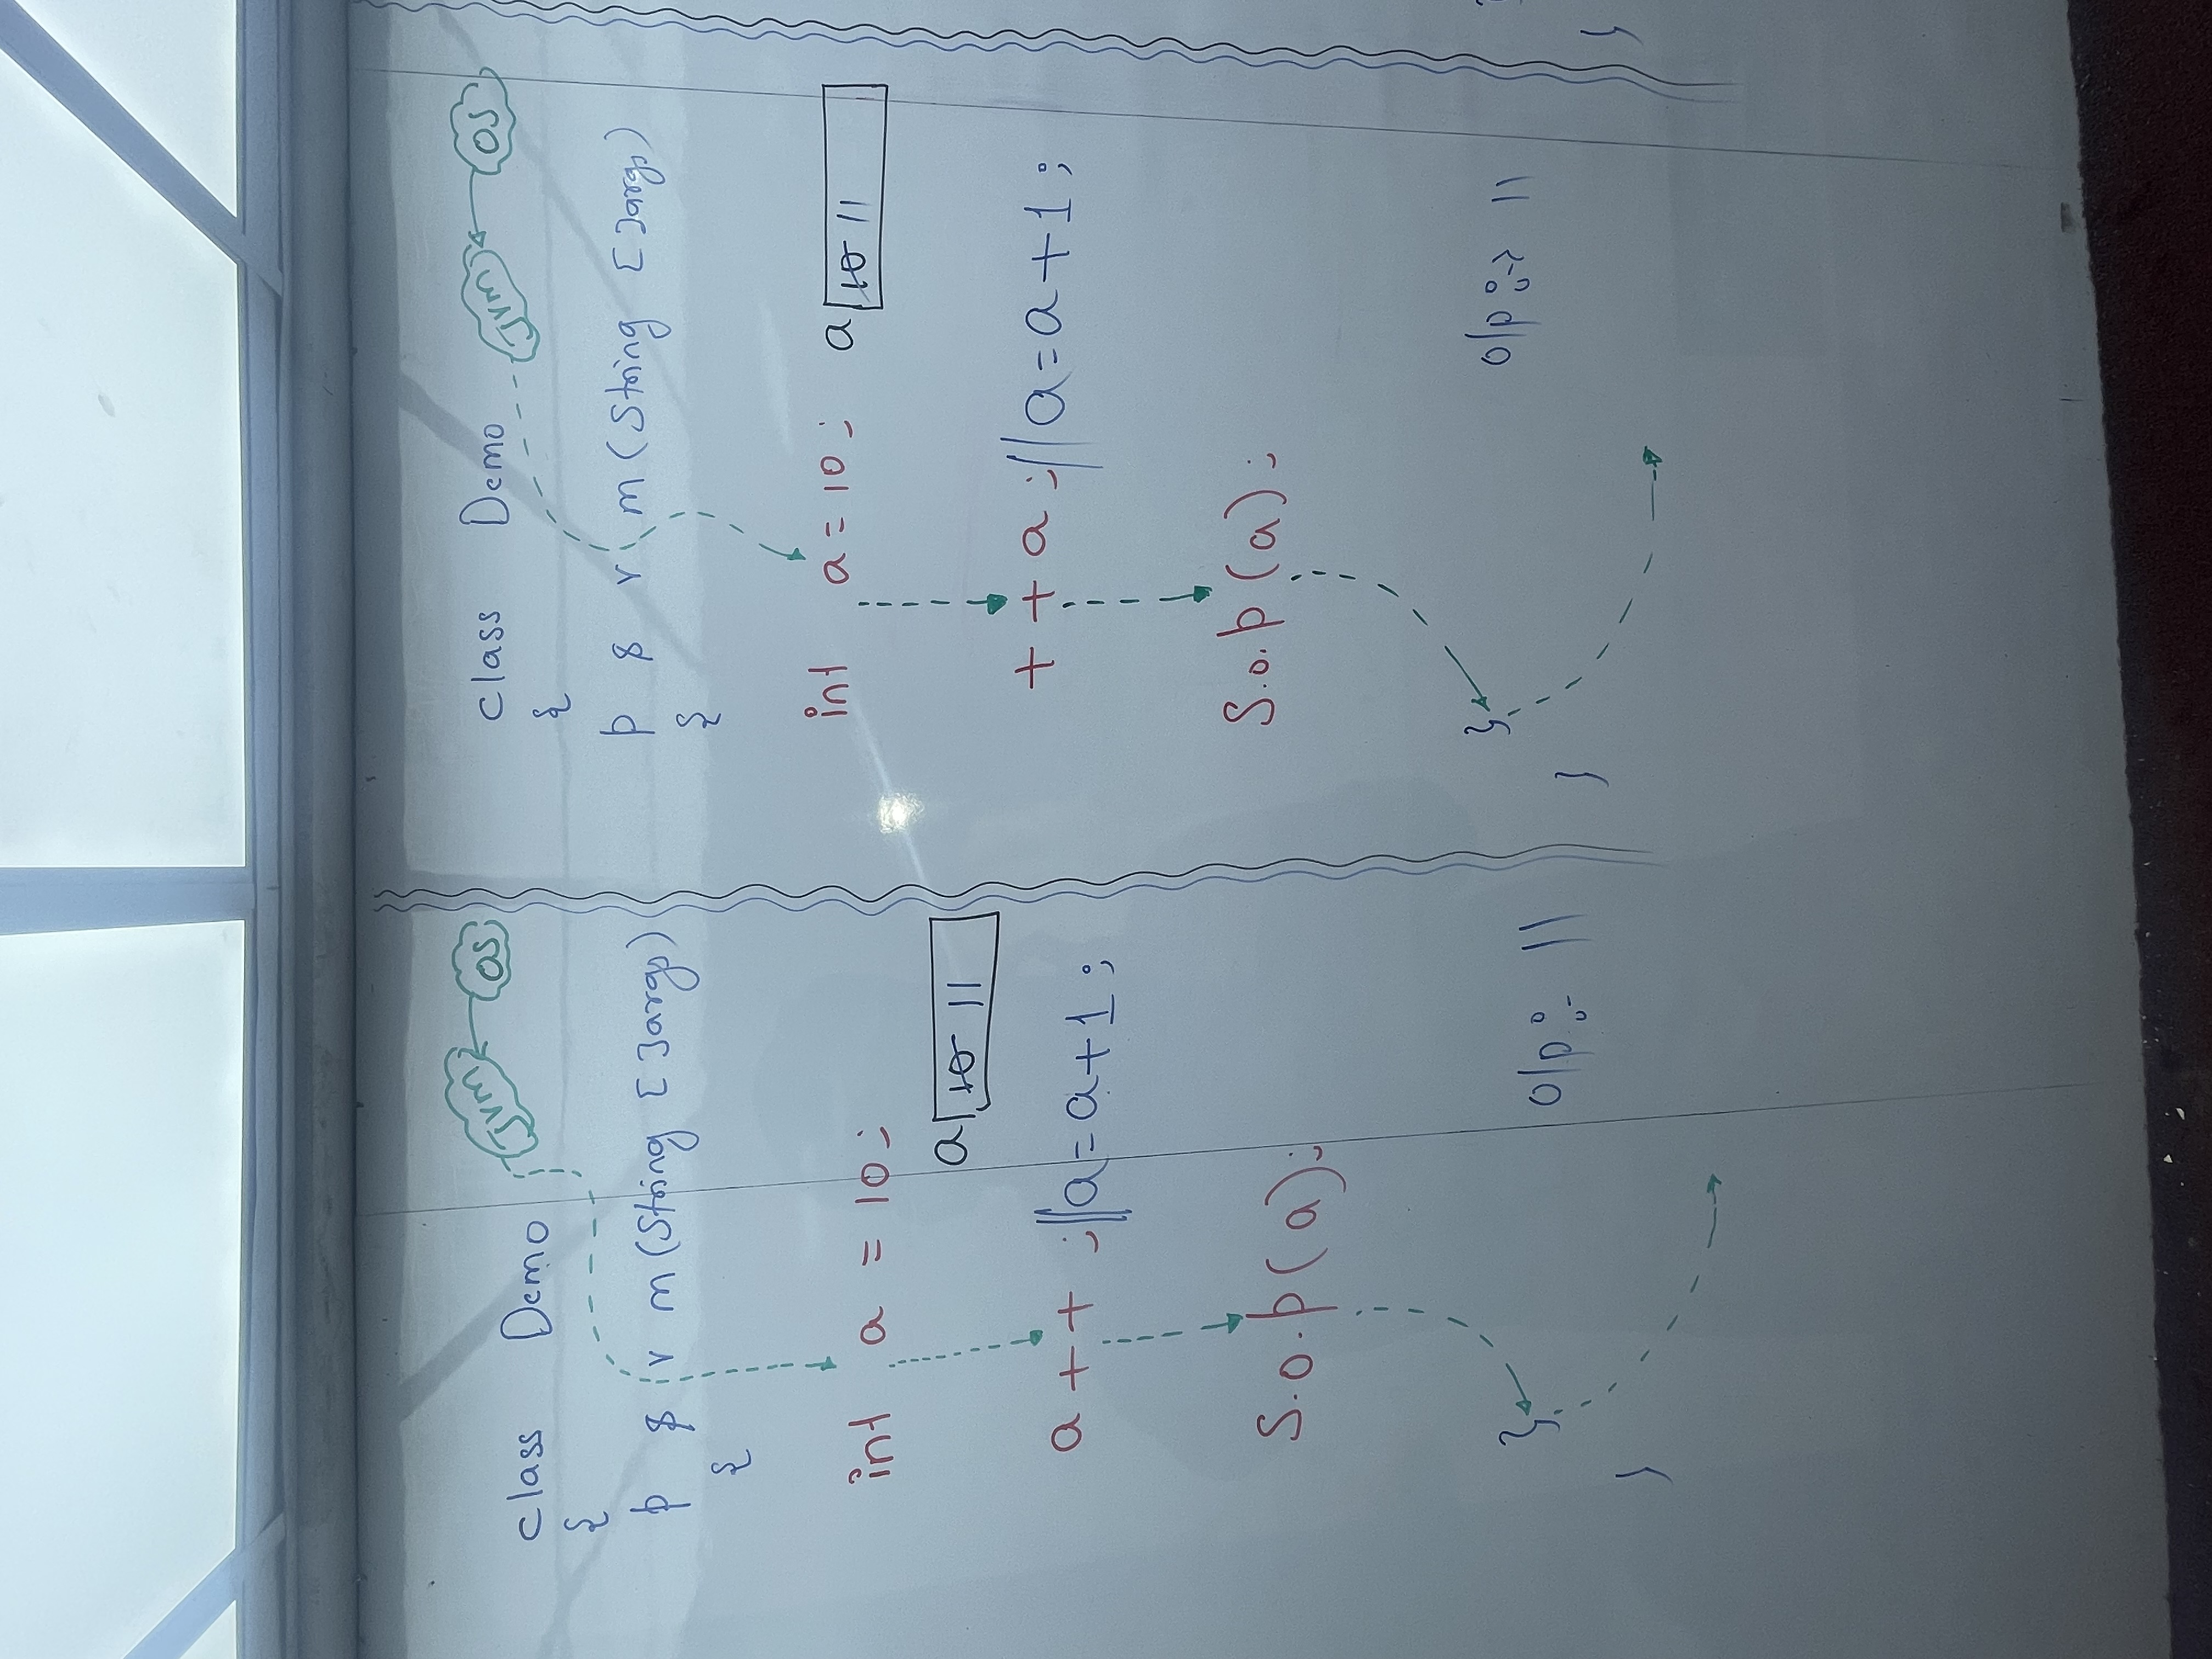 class Demo JVM OS
{
p s v m (String [ ] args)
{
int a = 10 ;
a 10 11
a + + ; // a = a + 1 ;
S.o.p ( a ) ;
}
o/p :- 11
}
class Demo JVM OS
{
p s v m ( String [ ] args )
{
int a = 10 ; a 10 11
+ + a ; // a = a + 1 ;
S.o.p ( a ) ;
}
o/p :-> 11
}
}